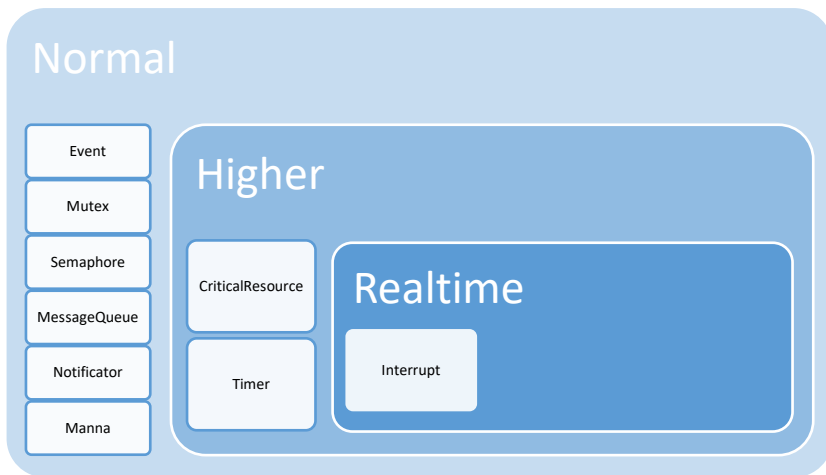 Normal
Event
Mutex
Semaphore
MessageQueue
Notificator
Manna
Higher
CriticalResource
Timer
Realtime
Interrupt